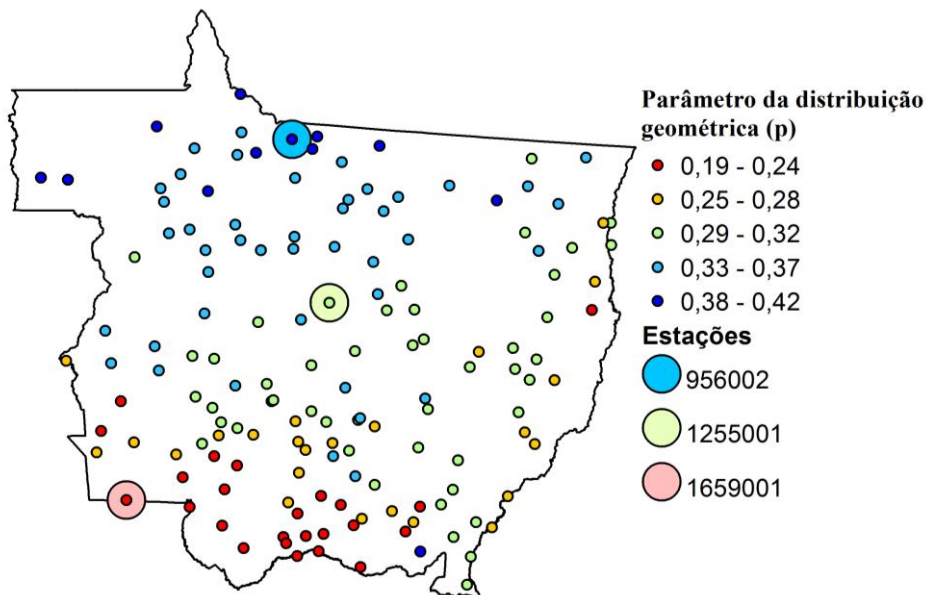 Parâmetro da distribuição
geométrica (p)
0,19 - 0,24
0,25 - 0,28
0,29 - 0,32
0,33 - 0,37
0,38 - 0,42
Estações
956002
1255001
1659001